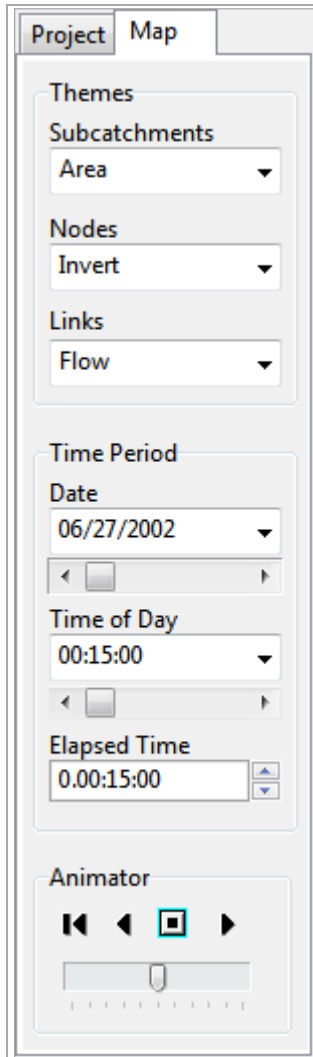 Project Map
Themes
Subcatchments
Area
Nodes
Invert
Links
Flow
Time Period
Date
06/27/2002
Time of Day
00:15:00
Elapsed Time
0.00:15:00
Animator